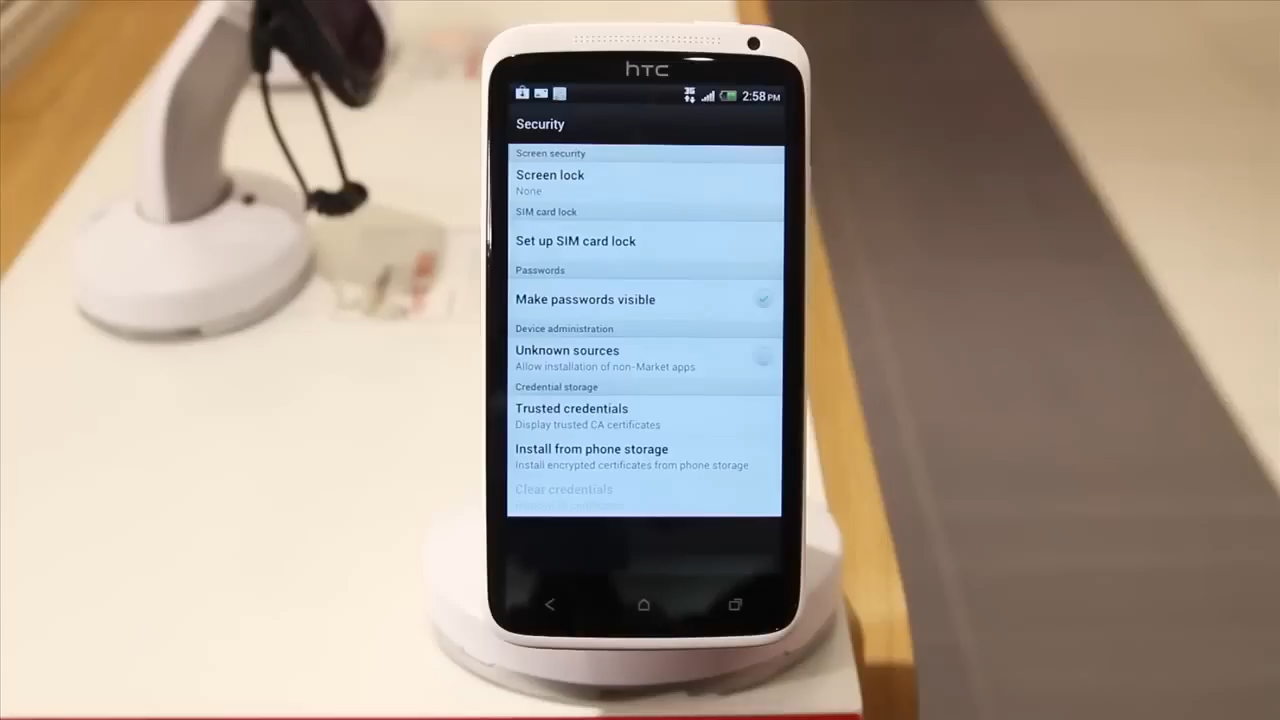 hTC
3G 2:58 PM
Security
Screen security
Screen lock
None
SIM card lock
Set up SIM card lock
Passwords
Make passwords visible
Device administration
Unknown sources
Allow installation of non-Market apps
Credential storage
Trusted credentials
Display trusted CA certificates
Install from phone storage
Install encrypted certificates from phone storage
Clear credentials